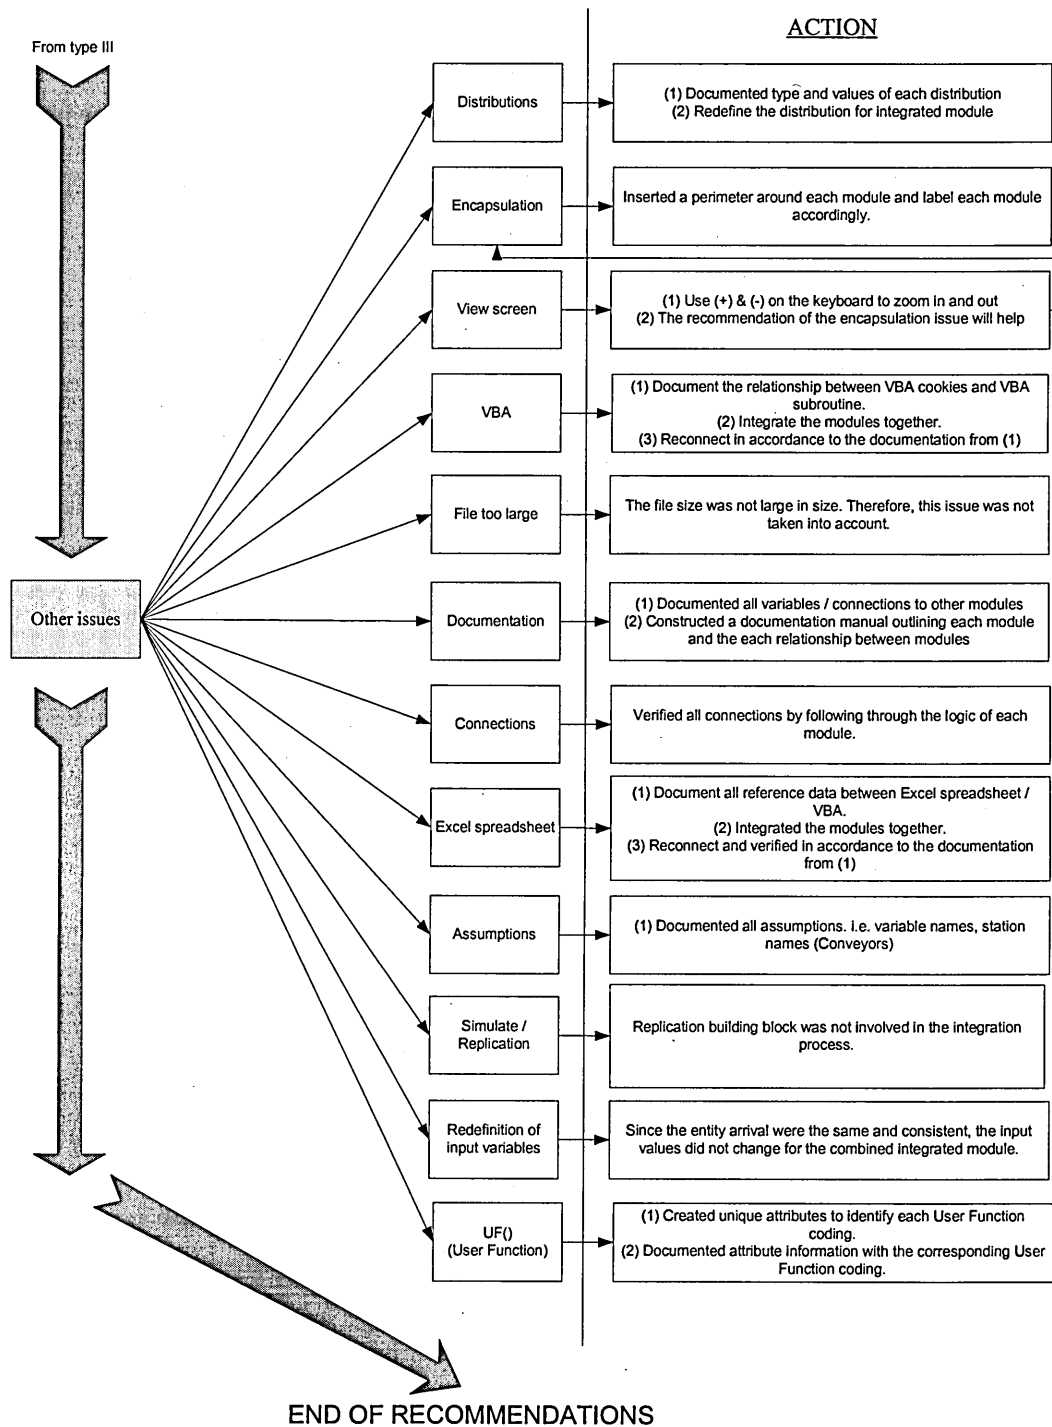 ACTION
From type III
Distributions
(1) Documented type and values of each distribution
(2) Redefine the distribution for integrated module
Encapsulation
Inserted a perimeter around each module and label each module
accordingly.
View screen
(1) Use (+) & (-) on the keyboard to zoom in and out
(2) The recommendation of the encapsulation issue will help
VBA
(1) Document the relationship between VBA cookies and VBA
subroutine.
(2) Integrate the modules together.
(3) Reconnect in accordance to the documentation from (1)
File too large
The file size was not large in size. Therefore, this issue was not
taken into account.
Other issues
Documentation
(1) Documented all variables / connections to other modules
(2) Constructed a documentation manual outlining each module
and the each relationship between modules
Connections
Verified all connections by following through the logic of each
module.
Excel spreadsheet
(1) Document all reference data between Excel spreadsheet /
VBA.
(2) Integrated the modules together.
(3) Reconnect and verified in accordance to the documentation
from (1)
Assumptions
(1) Documented all assumptions. i.e. variable names, station
names (Conveyors)
Simulate /
Replication
Replication building block was not involved in the integration
process.
Redefinition of
input variables
Since the entity arrival were the same and consistent, the input
values did not change for the combined integrated module.
UF()
(User Function)
(1) Created unique attributes to identify each User Function
coding.
(2) Documented attribute information with the corresponding User
Function coding.
END OF RECOMMENDATIONS